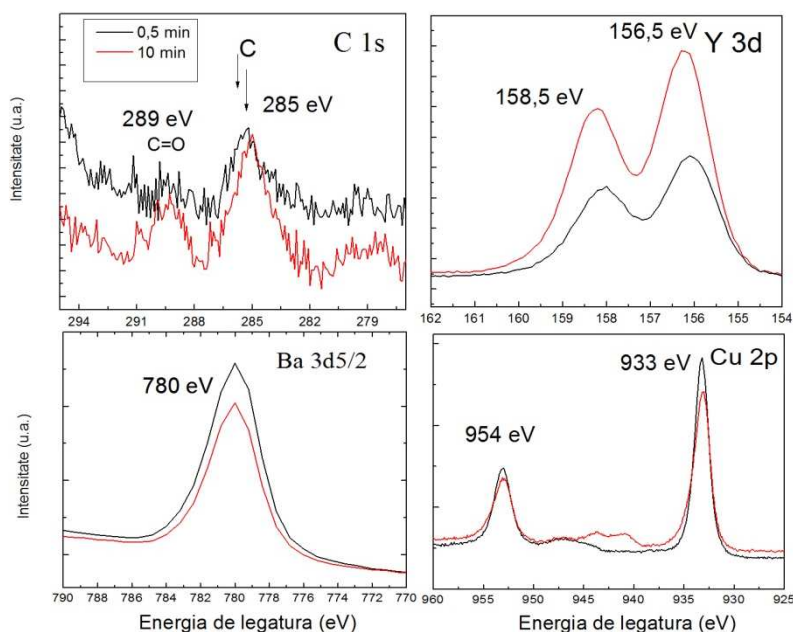 0,5 min
10 min
C 1s
C
289 eV
C=O
285 eV
Intensitate (u.a.)
294 291 288 285 282 279
Y 3d
156,5 eV
158,5 eV
162 161 160 159 158 157 156 155 154
Ba 3d5/2
780 eV
Intensitate (u.a.)
790 788 786 784 782 780 778 776 774 772 770
Energia de legatura (eV)
Cu 2p
933 eV
954 eV
960 955 950 945 940 935 930 925
Energia de legatura (eV)